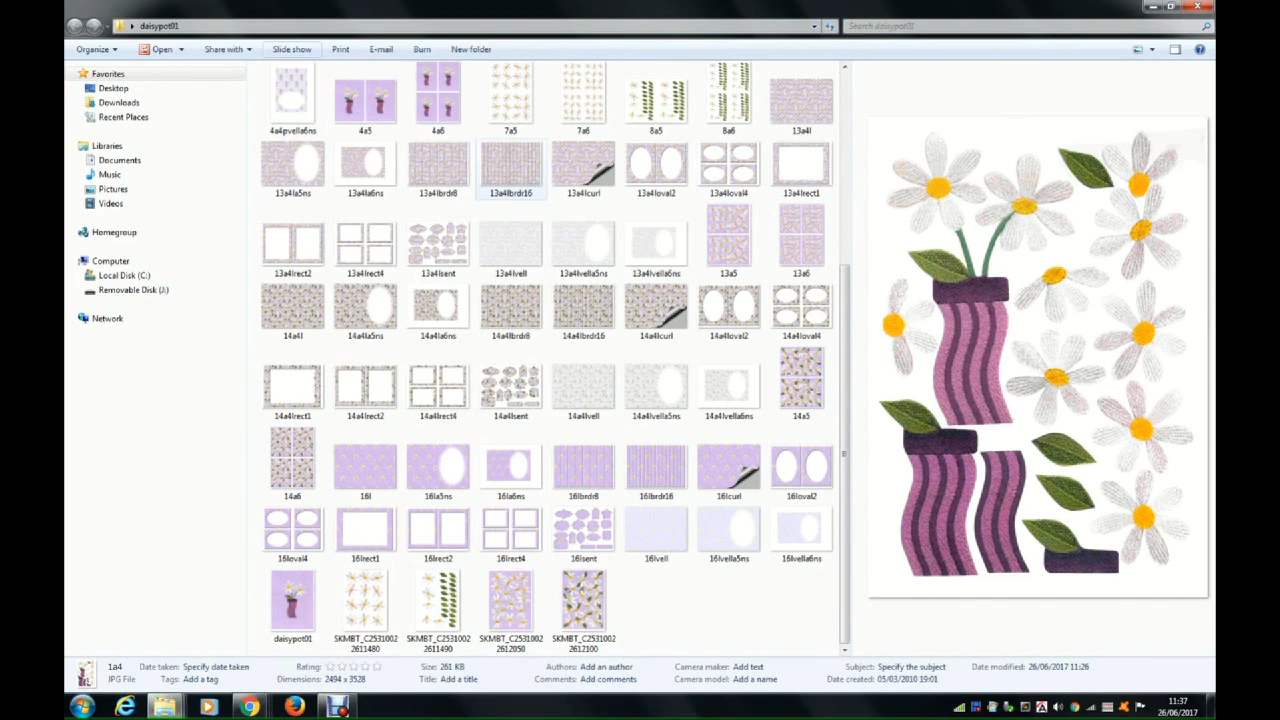 daisypot01
Search daisypot01
Organize Open Share with Slide show Print E-mail Burn New folder
Favorites
Desktop
Downloads
Recent Places
Libraries
Documents
Music
Pictures
Videos
Homegroup
Computer
Local Disk (C:)
Removable Disk (J:)
Network
4a4pvella6ns 4a5 4a6 7a5 7a6 8a5 8a6 13a4l
13a4la5ns 13a4la6ns 13a4lbrdr8 13a4lbrdr16 13a4lcurl 13a4loval2 13a4loval4 13a4lrect1
13a4lrect2 13a4lrect4 13a4lsent 13a4lvell 13a4lvella5ns 13a4lvella6ns 13a5 13a6
14a4l 14a4la5ns 14a4la6ns 14a4lbrdr8 14a4lbrdr16 14a4lcurl 14a4loval2 14a4loval4
14a4lrect1 14a4lrect2 14a4lrect4 14a4lsent 14a4lvell 14a4lvella5ns 14a4lvella6ns 14a5
14a6 16l 16la5ns 16la6ns 16lbrdr8 16lbrdr16 16lcurl 16loval2
16loval4 16lrect1 16lrect2 16lrect4 16lsent 16lvell 16lvella5ns 16lvella6ns
daisypot01 SKMBT_C2531002 SKMBT_C2531002 SKMBT_C2531002 SKMBT_C2531002
2611480 2611490 2612050 2612100
1a4 Date taken: Specify date taken Rating: Size: 261 KB Authors: Add an author Camera maker: Add text Subject: Specify the subject Date modified: 26/06/2017 11:26
JPG File Tags: Add a tag Dimensions: 2494 x 3528 Title: Add a title Comments: Add comments Camera model: Add a name Date created: 05/03/2010 19:01
11:37
26/06/2017